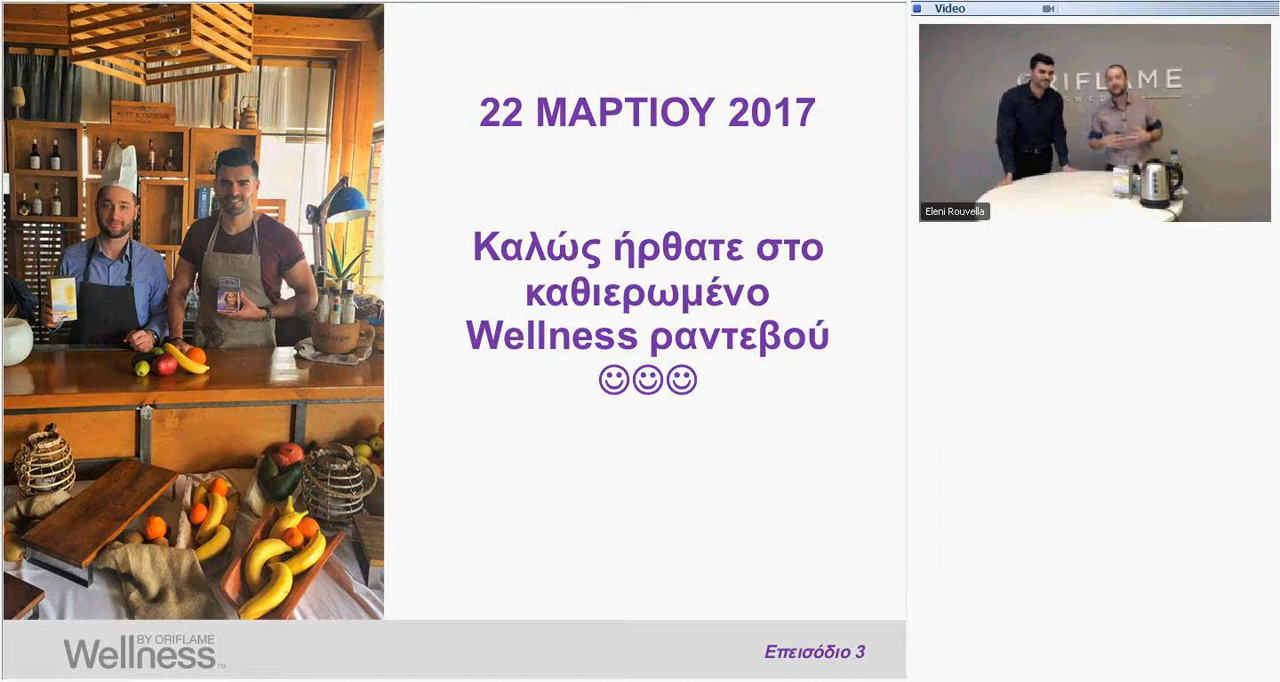 22 ΜΑΡΤΙΟΥ 2017
Καλώς ήρθατε στο
καθιερωμένο
Wellness ραντεβού
☺☺☺
BY ORIFLAME
Wellness
Επεισόδιο 3
Video
ORIFLAME
Eleni Rouvella